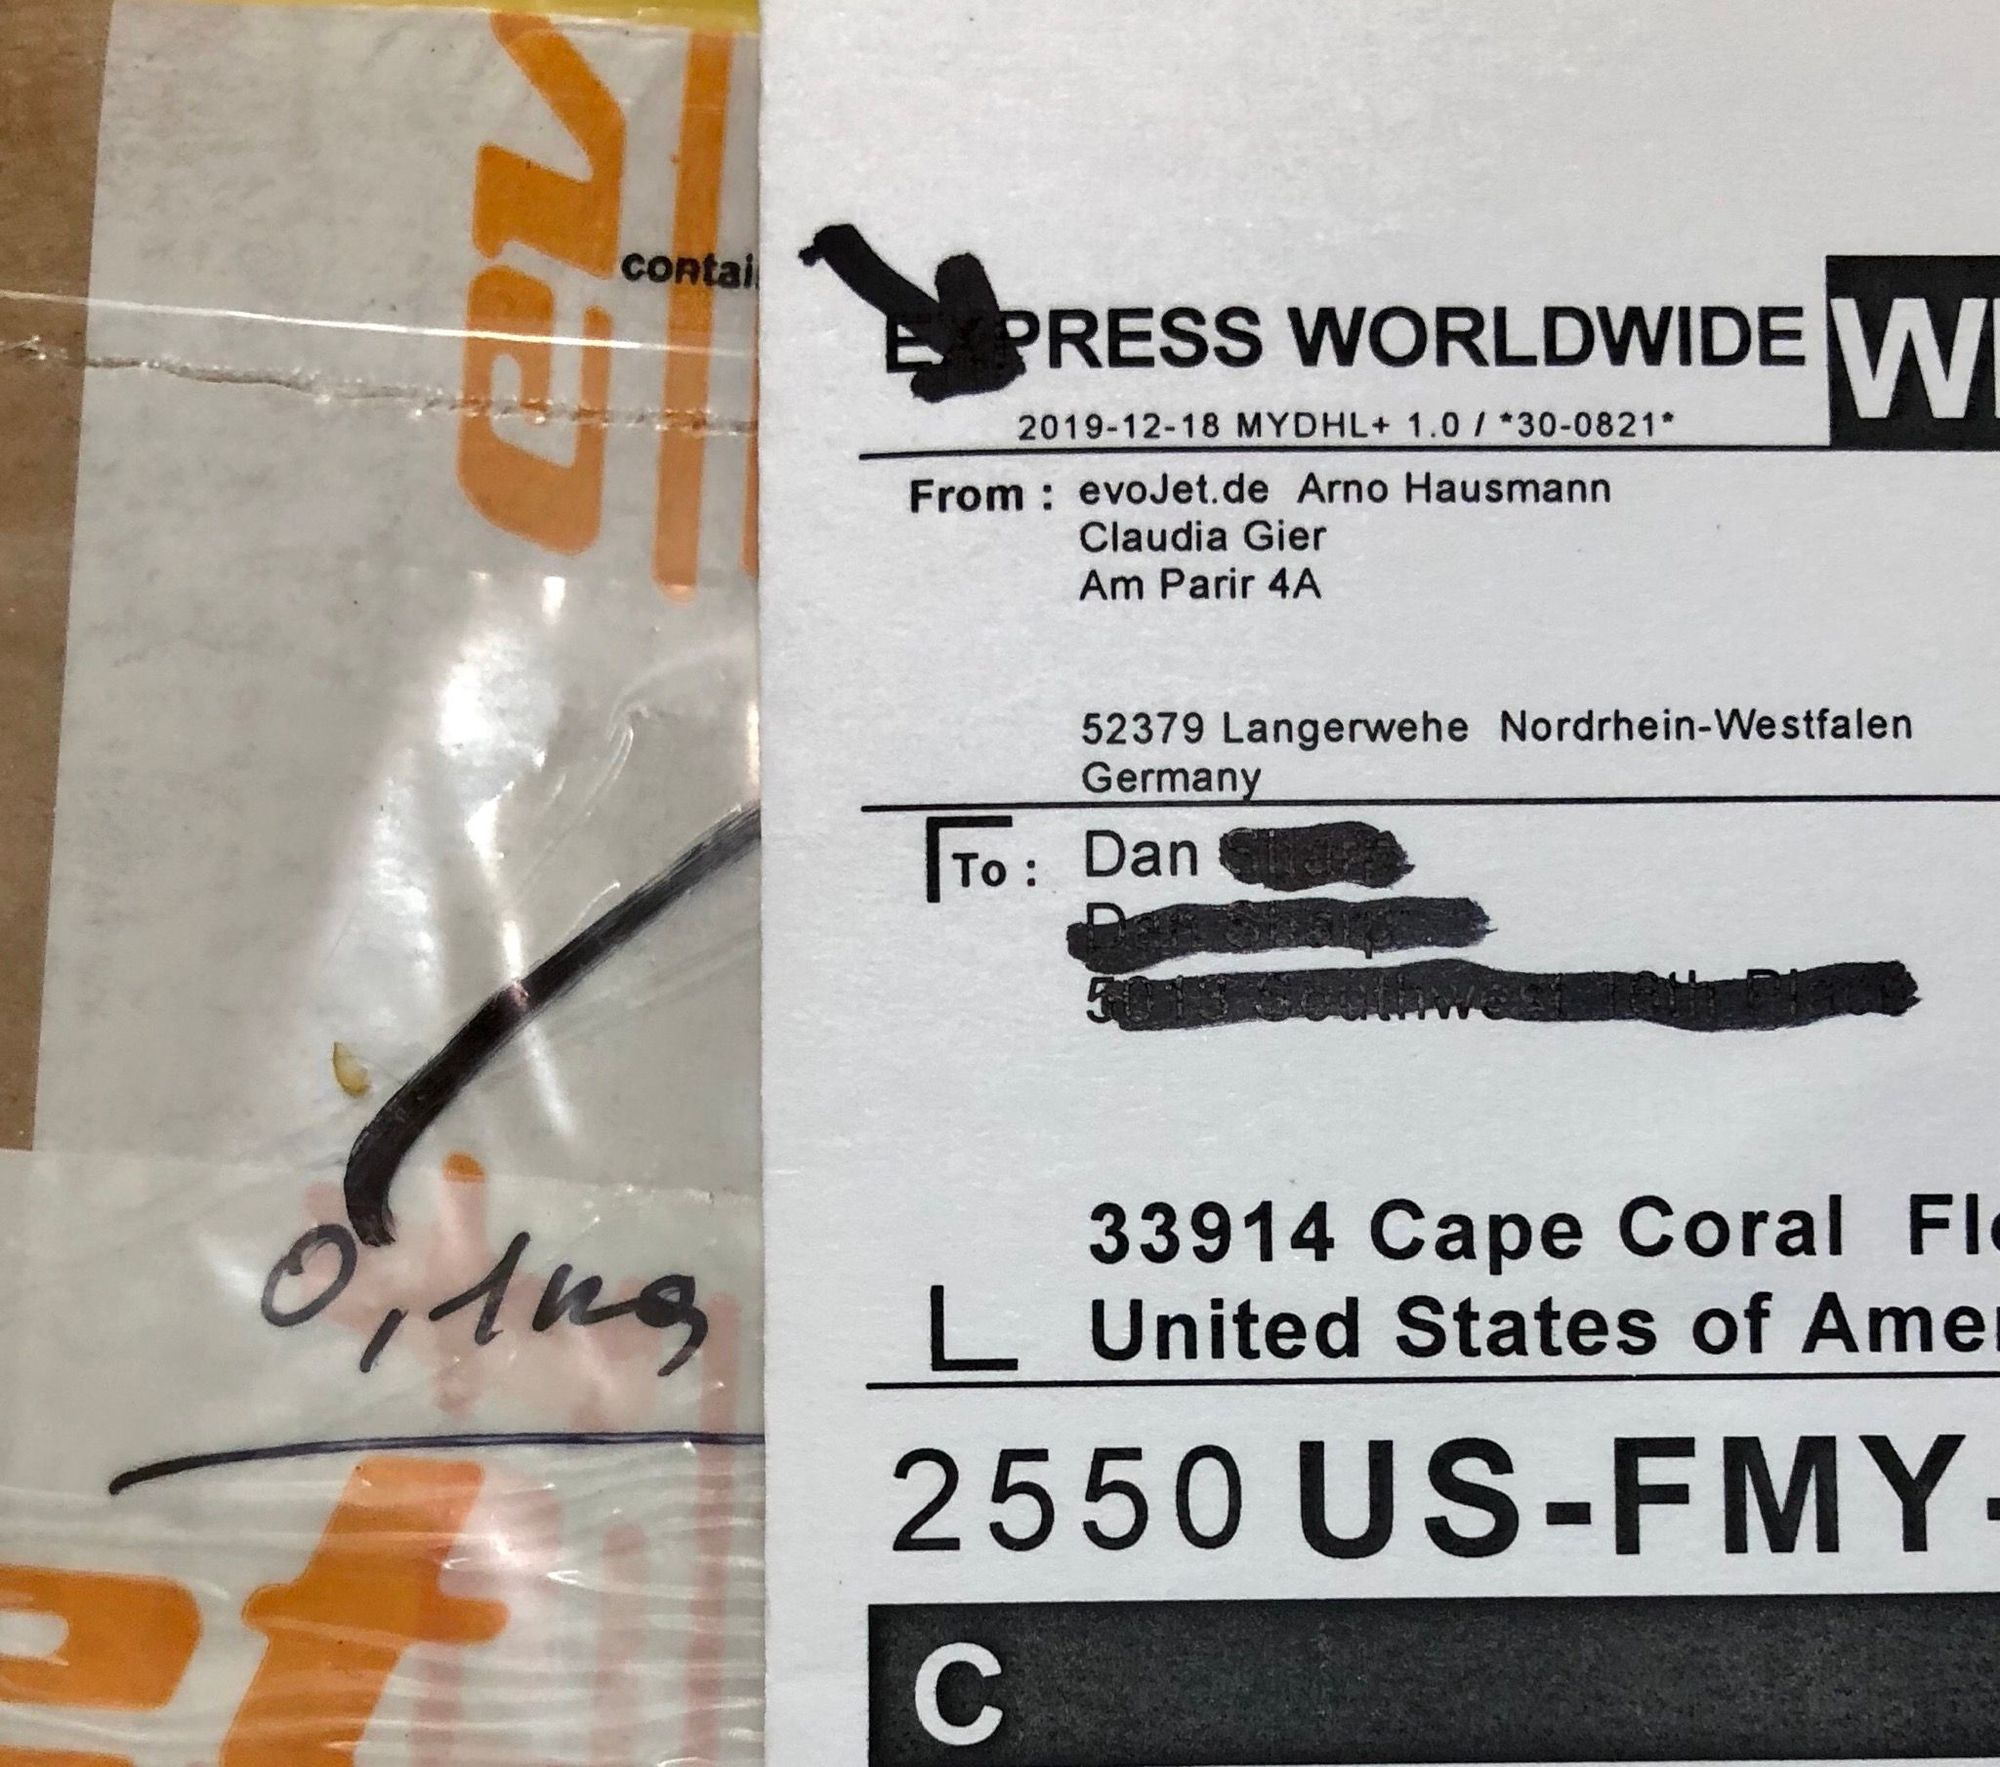 contai
EXPRESS WORLDWIDE
2019-12-18 MYDHL+ 1.0 / *30-0821*
From : evoJet.de Arno Hausmann
Claudia Gier
Am Parir 4A
52379 Langerwehe Nordrhein-Westfalen
Germany
To : Dan
33914 Cape Coral Flo
United States of Amer
2550 US-FMY-
C
0,1kg
et